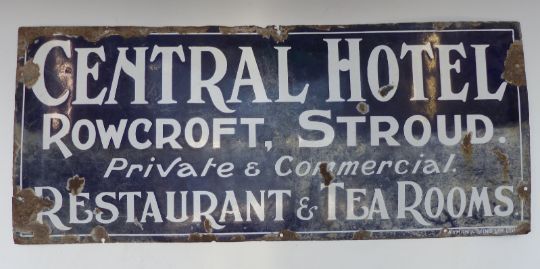 CENTRAL HOTEL
ROWCROFT, STROUD.
Private & Commercial.
RESTAURANT & TEA ROOMS.